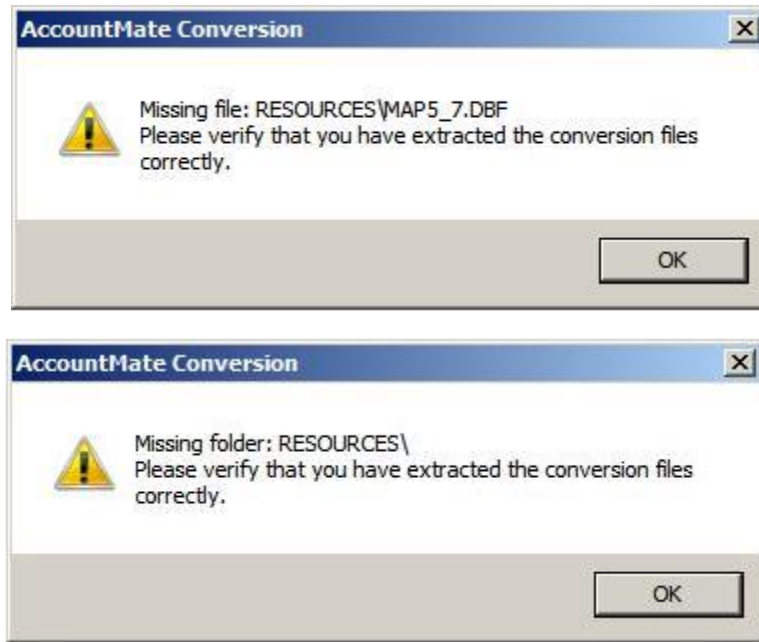 AccountMate Conversion
Missing file: RESOURCES\MAP5_7.DBF
Please verify that you have extracted the conversion files
correctly.
OK
AccountMate Conversion
Missing folder: RESOURCES\
Please verify that you have extracted the conversion files
correctly.
OK